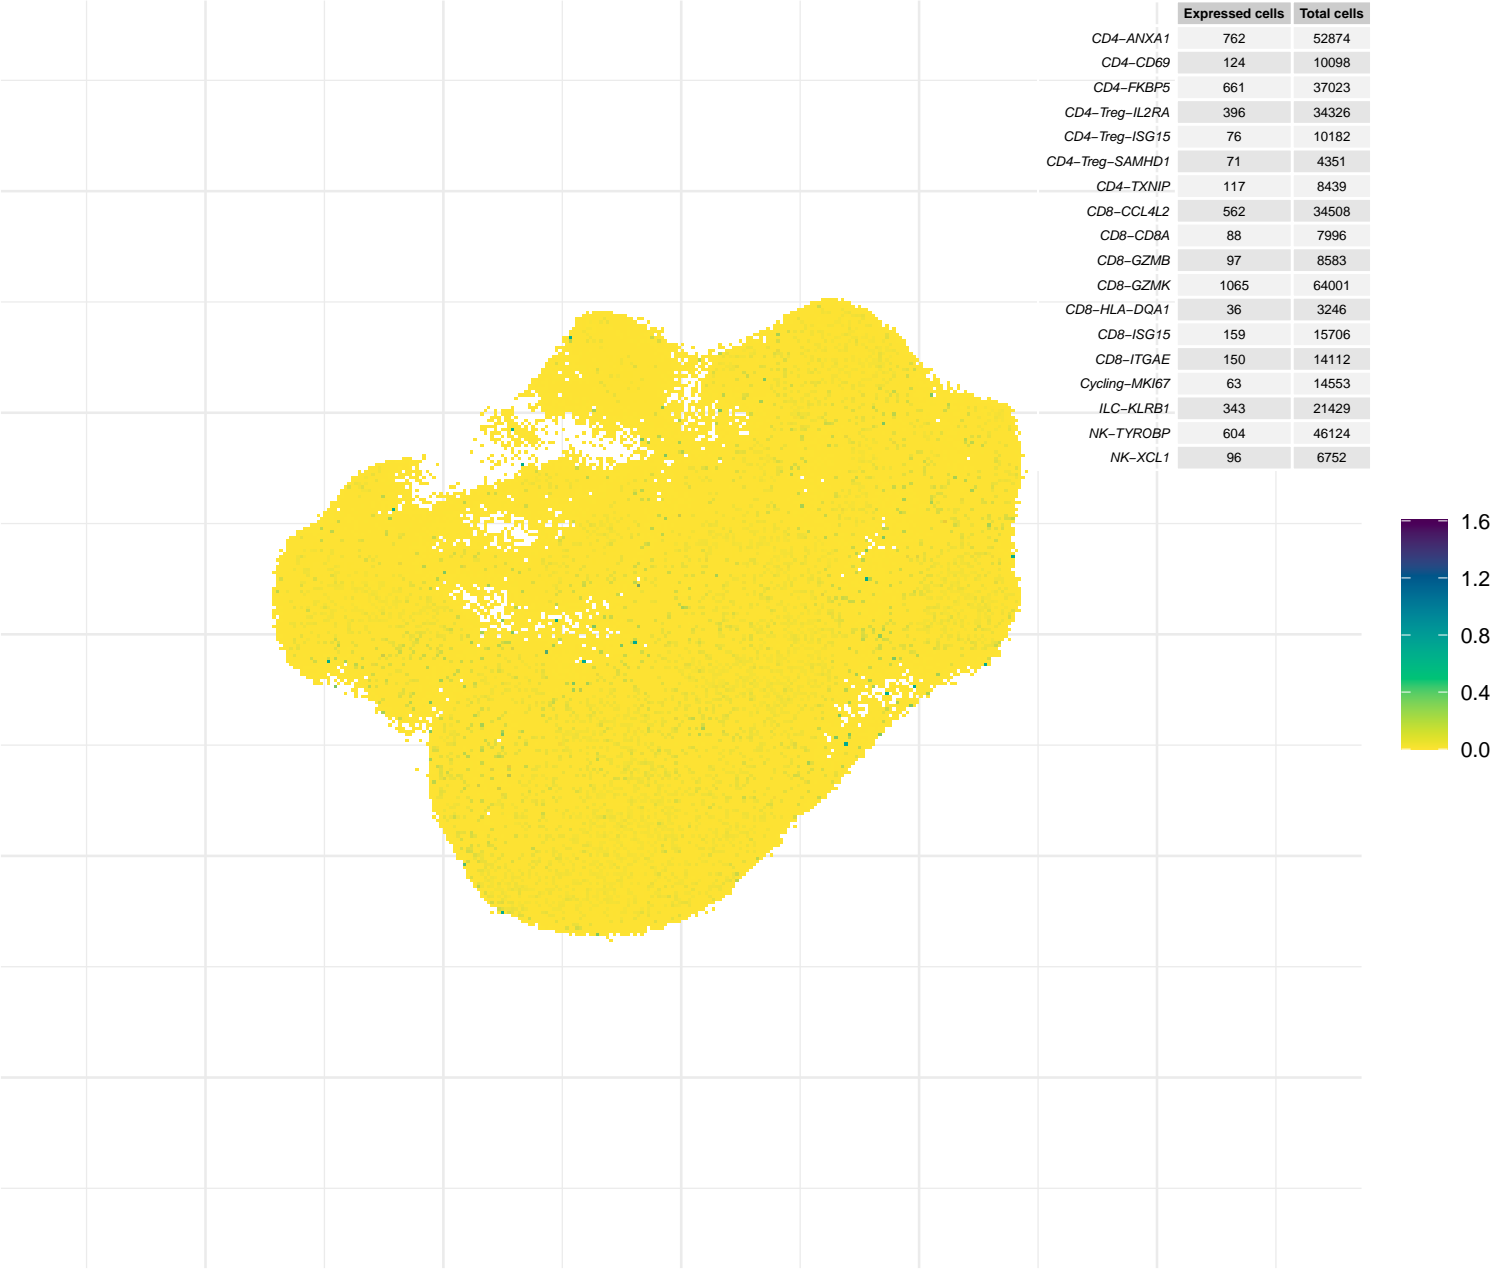 Expressed cells Total cells
CD4−ANXA1 762 52874
CD4−CD69 124 10098
CD4−FKBP5 661 37023
CD4−Treg−IL2RA 396 34326
CD4−Treg−ISG15 76 10182
CD4−Treg−SAMHD1 71 4351
CD4−TXNIP 117 8439
CD8−CCL4L2 562 34508
CD8−CD8A 88 7996
CD8−GZMB 97 8583
CD8−GZMK 1065 64001
CD8−HLA−DQA1 36 3246
CD8−ISG15 159 15706
CD8−ITGAE 150 14112
Cycling−MKI67 63 14553
ILC−KLRB1 343 21429
NK−TYROBP 604 46124
NK−XCL1 96 6752
1.6
1.2
0.8
0.4
0.0